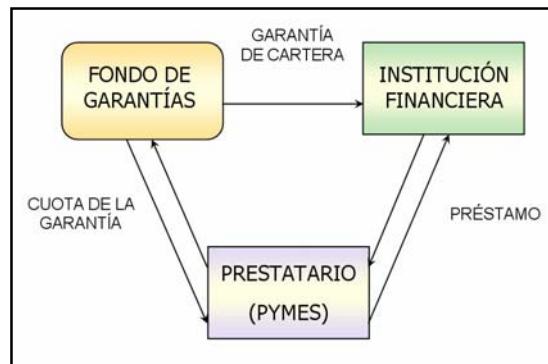 GARANTÍA
DE CARTERA
FONDO DE
GARANTÍAS
INSTITUCIÓN
FINANCIERA
CUOTA DE LA
GARANTÍA
PRÉSTAMO
PRESTATARIO
(PYMES)